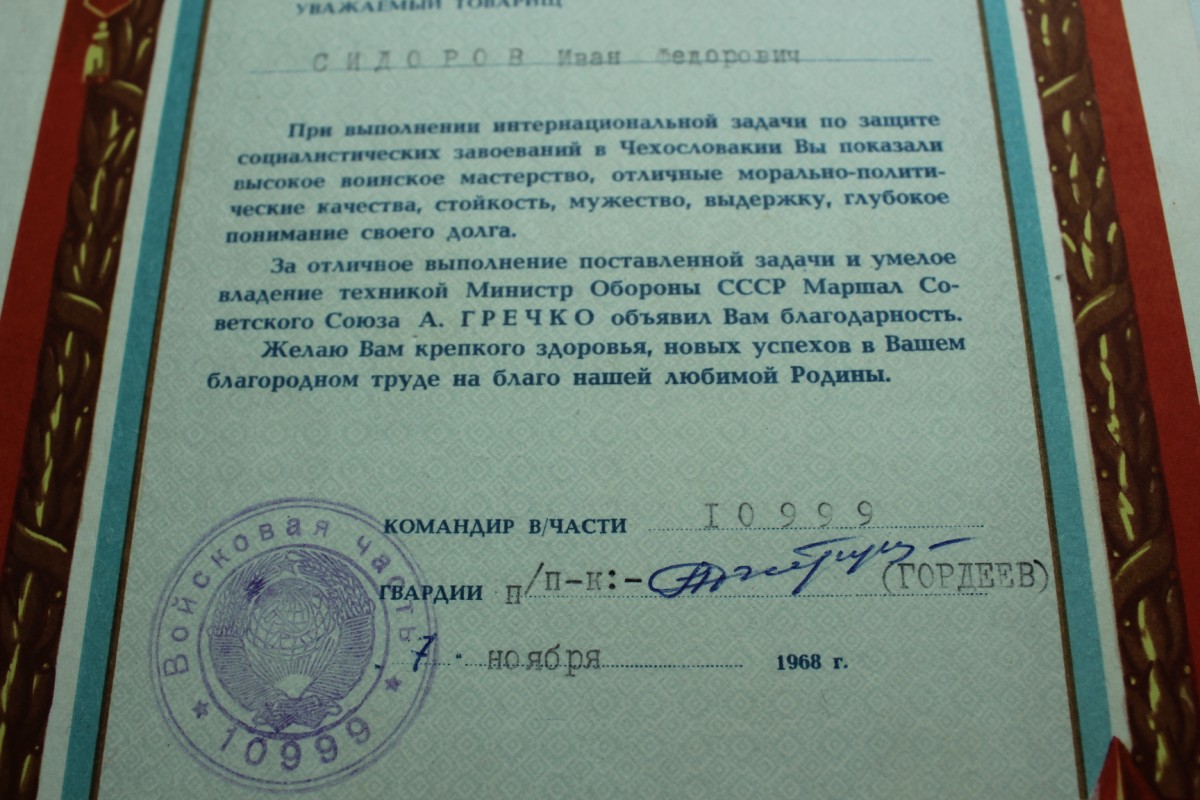 УВАЖАЕМЫЙ ТОВАРИЩ
СИДОРОВ Иван Федорович
При выполнении интернациональной задачи по защите
социалистических завоеваний в Чехословакии Вы показали
высокое воинское мастерство, отличные морально-полити-
ческие качества, стойкость, мужество, выдержку, глубокое
понимание своего долга.
За отличное выполнение поставленной задачи и умелое
владение техникой Министр Обороны СССР Маршал Со-
ветского Союза А. ГРЕЧКО объявил Вам благодарность.
Желаю Вам крепкого здоровья, новых успехов в Вашем
благородном труде на благо нашей любимой Родины.
КОМАНДИР В/ЧАСТИ I0999
ГВАРДИИ п/п-к:- (ГОРДЕЕВ)
7 " ноября 1968 г.
Войсковая часть
10999